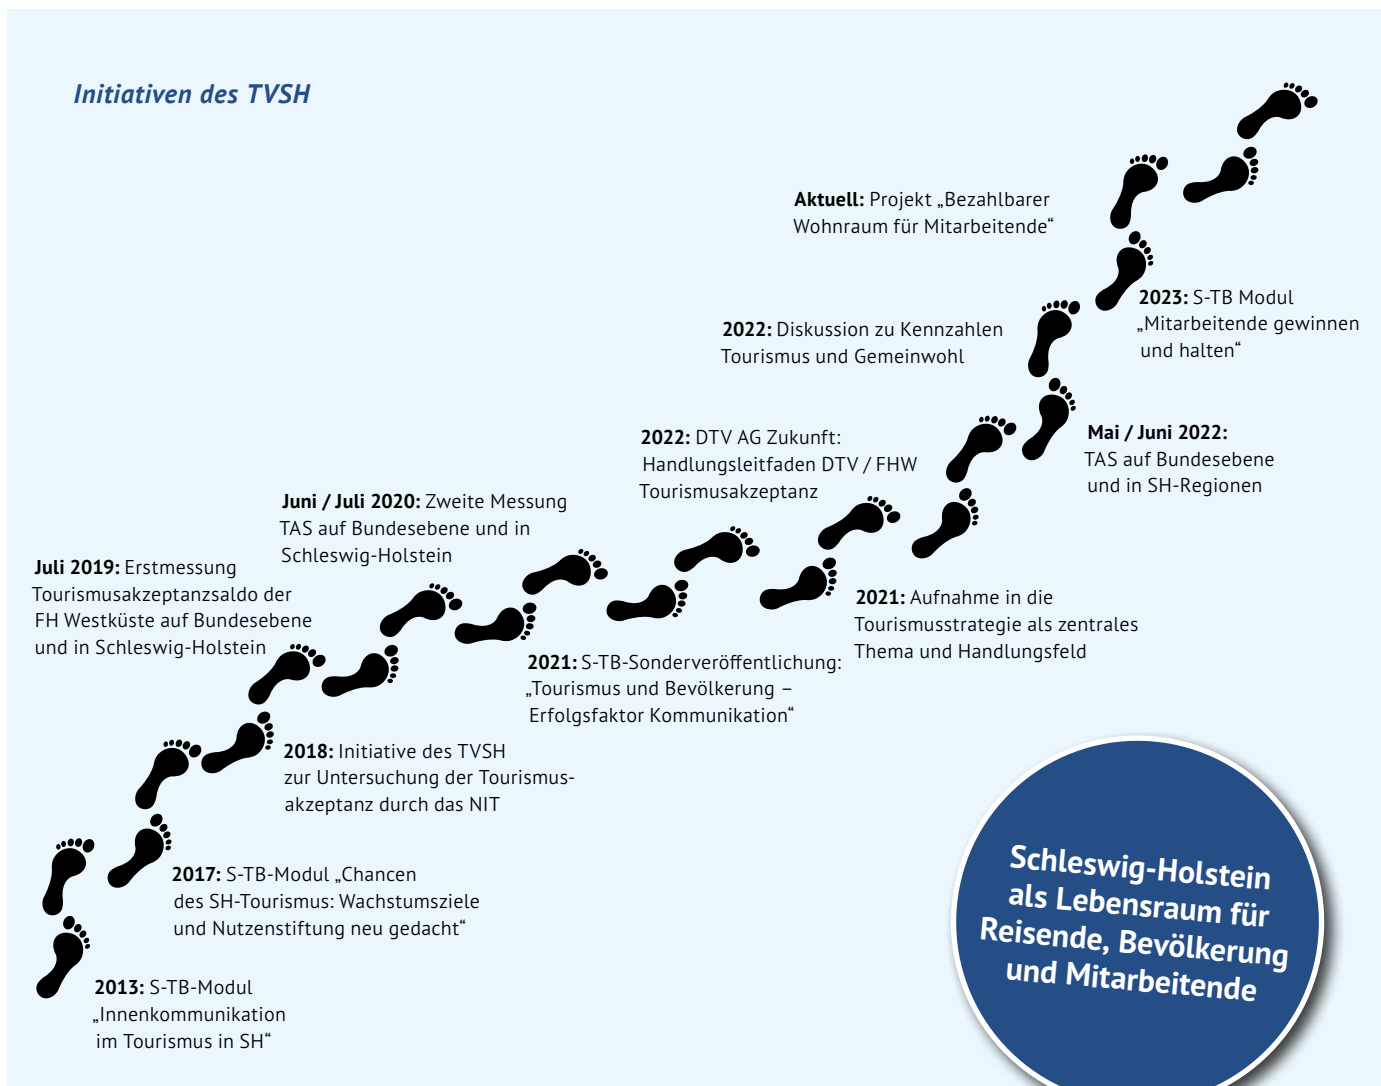 Initiativen des TVSH
Aktuell: Projekt „Bezahlbarer
Wohnraum für Mitarbeitende“
2023: S-TB Modul
„Mitarbeitende gewinnen
und halten“
2022: Diskussion zu Kennzahlen
Tourismus und Gemeinwohl
Mai / Juni 2022:
TAS auf Bundesebene
und in SH-Regionen
2022: DTV AG Zukunft:
Handlungsleitfaden DTV / FHW
Tourismusakzeptanz
Juni / Juli 2020: Zweite Messung
TAS auf Bundesebene und in
Schleswig-Holstein
Juli 2019: Erstmessung
Tourismusakzeptanzsaldo der
FH Westküste auf Bundesebene
und in Schleswig-Holstein
2021: Aufnahme in die
Tourismusstrategie als zentrales
Thema und Handlungsfeld
2021: S-TB-Sonderveröffentlichung:
„Tourismus und Bevölkerung –
Erfolgsfaktor Kommunikation“
2018: Initiative des TVSH
zur Untersuchung der Tourismus-
akzeptanz durch das NIT
2017: S-TB-Modul „Chancen
des SH-Tourismus: Wachstumsziele
und Nutzenstiftung neu gedacht“
2013: S-TB-Modul
„Innenkommunikation
im Tourismus in SH“
Schleswig-Holstein
als Lebensraum für
Reisende, Bevölkerung
und Mitarbeitende